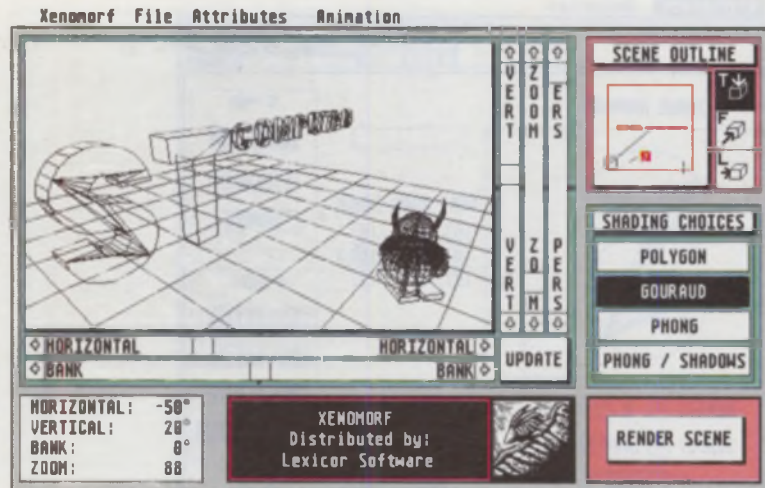 Xenomorf File Attributes Animation
SCENE OUTLINE
COMPUTED
VERT
ZOOM
PERS
T
F
L
ST
VERT
ZOOM
PERS
SHADING CHOICES
POLYGON
GOURAUD
PHONG
PHONG / SHADOWS
HORIZONTAL HORIZONTAL
BANK BANK
UPDATE
HORIZONTAL: -50°
VERTICAL: 20°
BANK: 0°
ZOOM: 88
XENOMORF
Distributed by:
Lexicor Software
RENDER SCENE